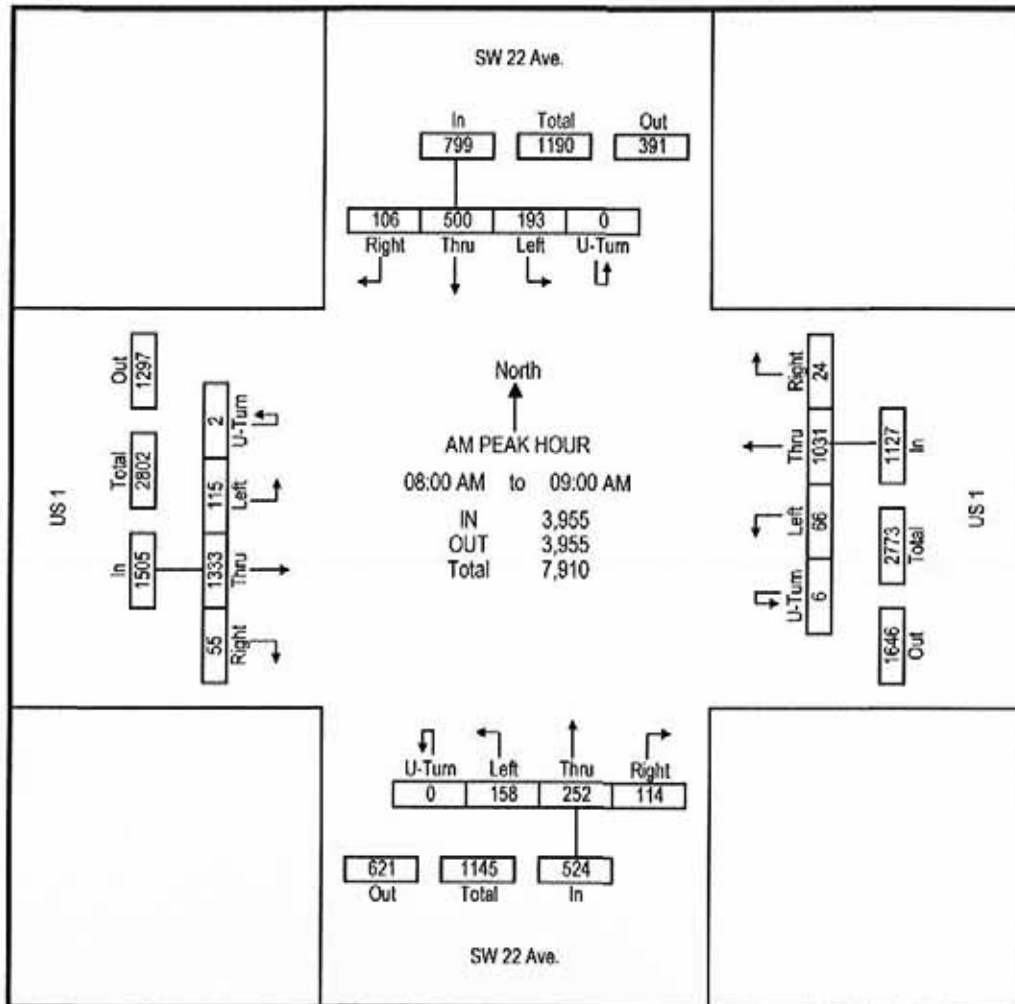 SW 22 Ave.
In Total Out
799 1190 391
106 500 193 0
Right Thru Left U-Turn
US 1
Out
1297
Total
2802
In
1505
2
U-Turn
115
Left
1333
Thru
55
Right
North
AM PEAK HOUR
08:00 AM to 09:00 AM
IN 3,955
OUT 3,955
Total 7,910
Right
24
Thru
1031
Left
66
U-Turn
6
1127
In
2773
Total
1646
Out
US 1
U-Turn Left Thru Right
0 158 252 114
621 1145 524
Out Total In
SW 22 Ave.